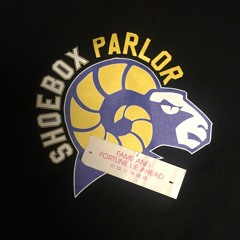 SHOEBOX PARLOR
FAME AND
FORTUNE LIE AHEAD